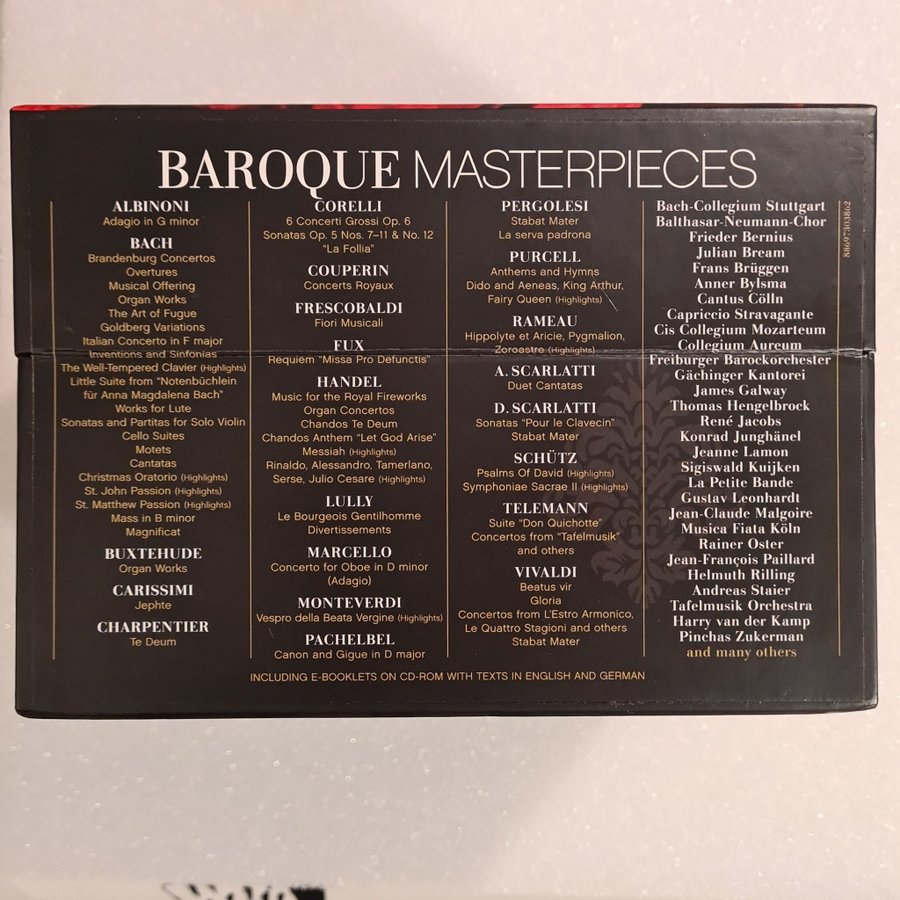 BAROQUE MASTERPIECES
ALBINONI
Adagio in G minor
BACH
Brandenburg Concertos
Overtures
Musical Offering
Organ Works
The Art of Fugue
Goldberg Variations
Italian Concerto in F major
Inventions and Sinfonias
The Well-Tempered Clavier (Highlights)
Little Suite from "Notenbüchlein
für Anna Magdalena Bach"
Works for Lute
Sonatas and Partitas for Solo Violin
Cello Suites
Motets
Cantatas
Christmas Oratorio (Highlights)
St. John Passion (Highlights)
St. Matthew Passion (Highlights)
Mass in B minor
Magnificat
BUXTEHUDE
Organ Works
CARISSIMI
Jephte
CHARPENTIER
Te Deum
CORELLI
6 Concerti Grossi Op. 6
Sonatas Op. 5 Nos. 7–11 & No. 12
"La Follia"
COUPERIN
Concerts Royaux
FRESCOBALDI
Fiori Musicali
FUX
Requiem "Missa Pro Defunctis"
HANDEL
Music for the Royal Fireworks
Organ Concertos
Chandos Te Deum
Chandos Anthem "Let God Arise"
Messiah (Highlights)
Rinaldo, Alessandro, Tamerlano,
Serse, Julio Cesare (Highlights)
LULLY
Le Bourgeois Gentilhomme
Divertissements
MARCELLO
Concerto for Oboe in D minor
(Adagio)
MONTEVERDI
Vespro della Beata Vergine (Highlights)
PACHELBEL
Canon and Gigue in D major
PERGOLESI
Stabat Mater
La serva padrona
PURCELL
Anthems and Hymns
Dido and Aeneas, King Arthur,
Fairy Queen (Highlights)
RAMEAU
Hippolyte et Aricie, Pygmalion,
Zoroastre (Highlights)
A. SCARLATTI
Duet Cantatas
D. SCARLATTI
Sonatas "Pour le Clavecin"
Stabat Mater
SCHÜTZ
Psalms Of David (Highlights)
Symphoniae Sacrae II (Highlights)
TELEMANN
Suite "Don Quichotte"
Concertos from "Tafelmusik"
and others
VIVALDI
Beatus vir
Gloria
Concertos from L'Estro Armonico,
Le Quattro Stagioni and others
Stabat Mater
Bach-Collegium Stuttgart
Balthasar-Neumann-Chor
Frieder Bernius
Julian Bream
Frans Brüggen
Anner Bylsma
Cantus Cölln
Capriccio Stravagante
Cis Collegium Mozarteum
Collegium Aureum
Freiburger Barockorchester
Gächinger Kantorei
James Galway
Thomas Hengelbrock
René Jacobs
Konrad Junghänel
Jeanne Lamon
Sigiswald Kuijken
La Petite Bande
Gustav Leonhardt
Jean-Claude Malgoire
Musica Fiata Köln
Rainer Oster
Jean-François Paillard
Helmuth Rilling
Andreas Staier
Tafelmusik Orchestra
Harry van der Kamp
Pinchas Zukerman
and many others
88697303862
INCLUDING E-BOOKLETS ON CD-ROM WITH TEXTS IN ENGLISH AND GERMAN